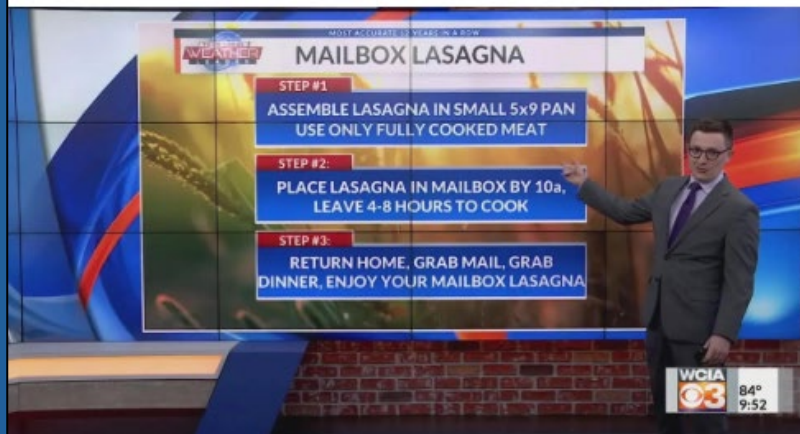 MOST ACCURATE 12 YEARS IN A ROW
WEATHER
MAILBOX LASAGNA
STEP #1
ASSEMBLE LASAGNA IN SMALL 5x9 PAN
USE ONLY FULLY COOKED MEAT
STEP #2:
PLACE LASAGNA IN MAILBOX BY 10a,
LEAVE 4-8 HOURS TO COOK
STEP #3:
RETURN HOME, GRAB MAIL, GRAB
DINNER, ENJOY YOUR MAILBOX LASAGNA
WCIA
3
84°
9:52